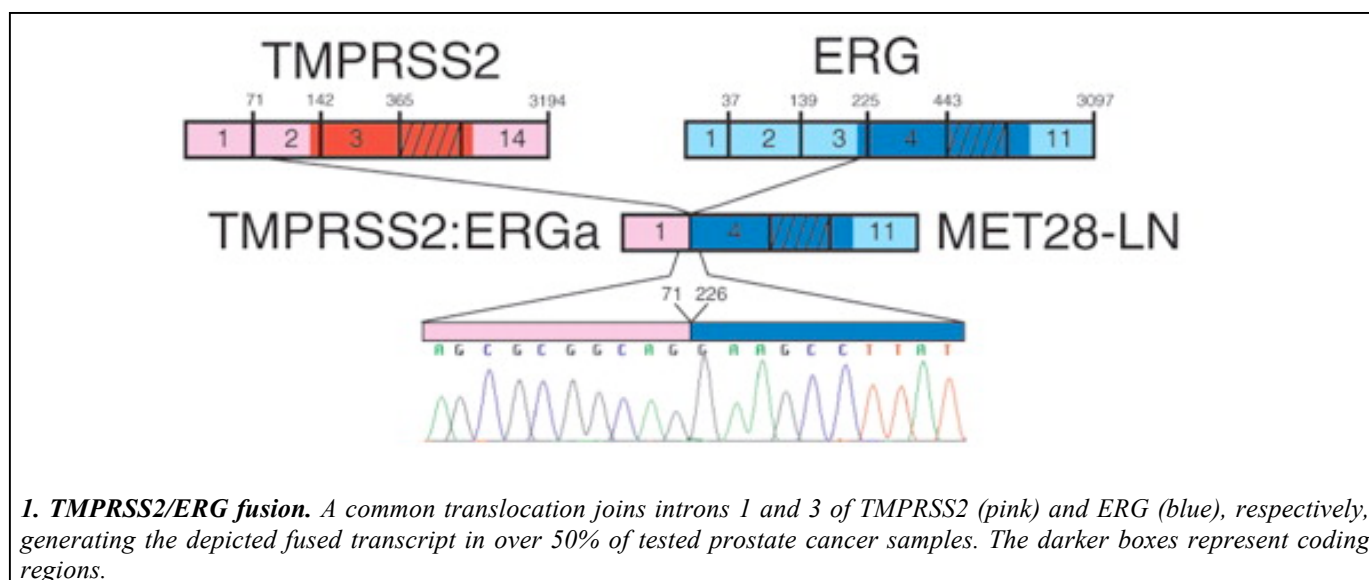 TMPRSS2 ERG
71 142 365 3194 37 139 225 443 3097
1 2 3 14 1 2 3 4 11
TMPRSS2:ERGa 1 4 11 MET28-LN
71 226
A G C G C G G C A G G A A G C C T T A T
1. TMPRSS2/ERG fusion. A common translocation joins introns 1 and 3 of TMPRSS2 (pink) and ERG (blue), respectively,
generating the depicted fused transcript in over 50% of tested prostate cancer samples. The darker boxes represent coding
regions.